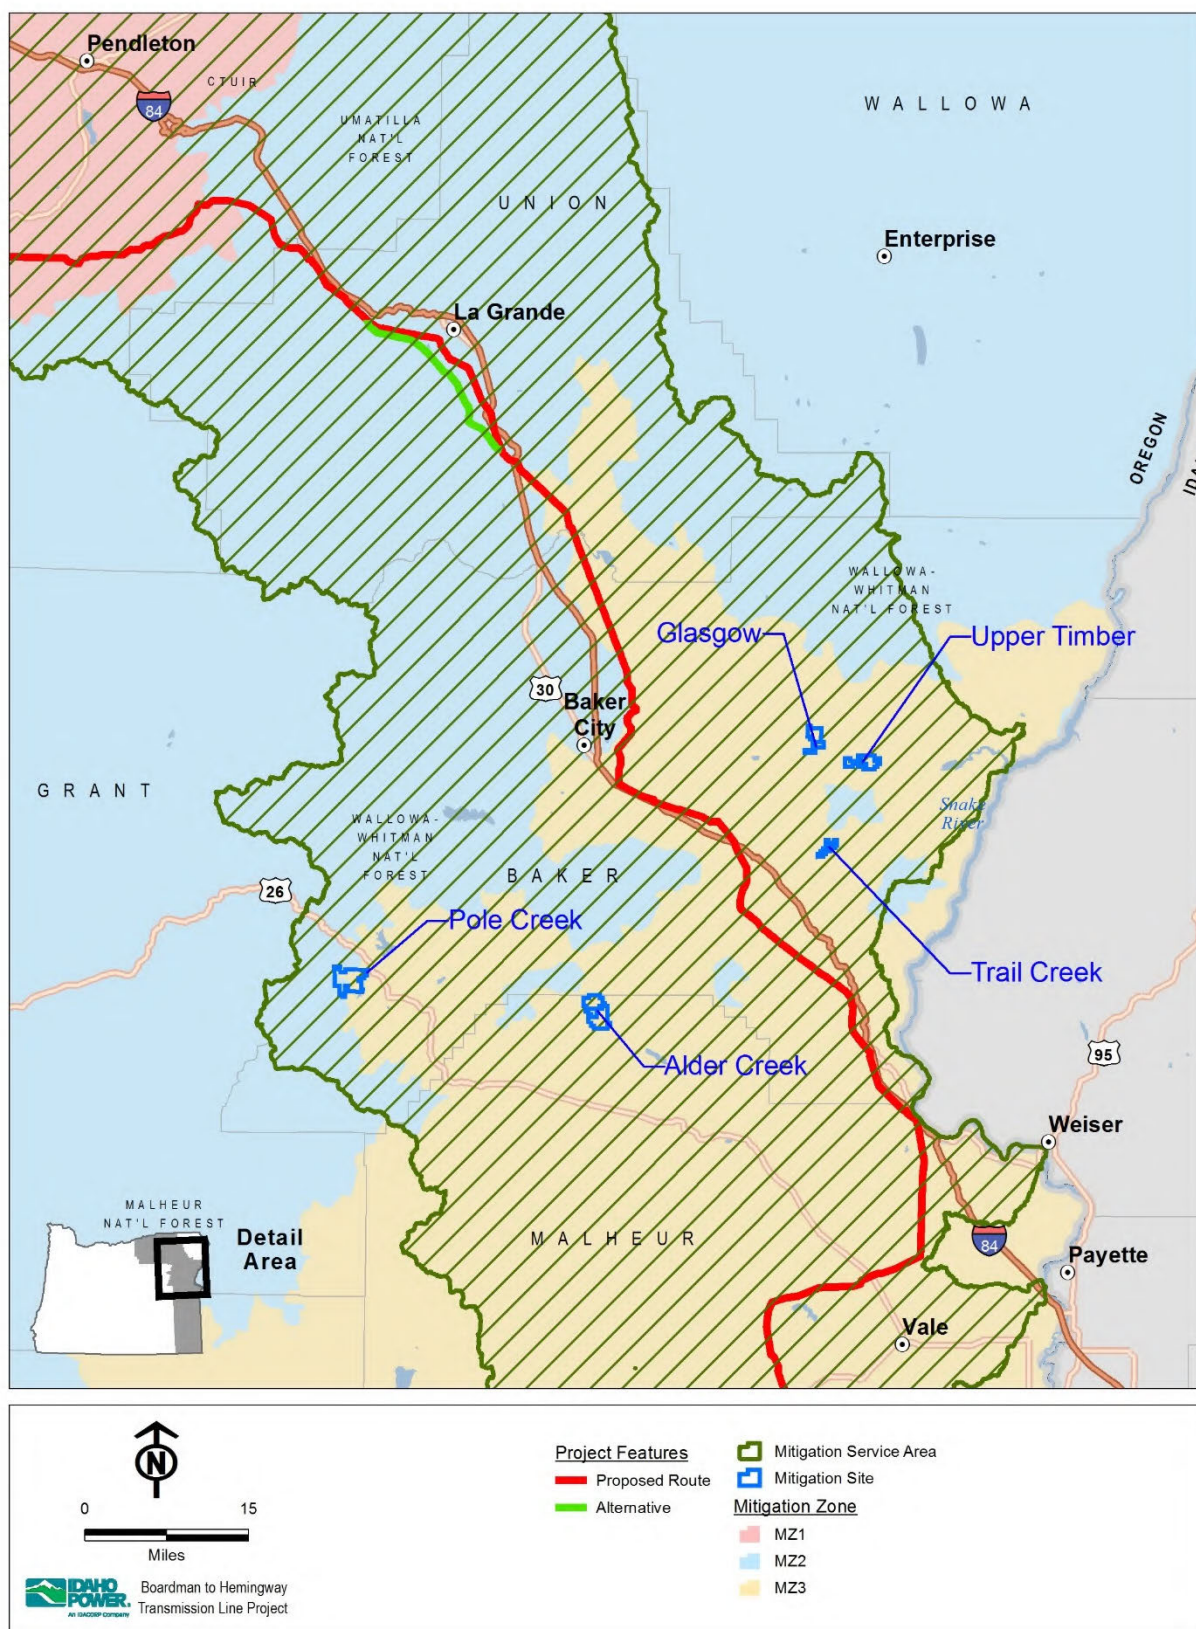 Pendleton
CTUIR
84
UMATILLA
NAT'L
FOREST
WALLOWA
UNION
Enterprise
La Grande
OREGON
WALLOWA-
WHITMAN
NAT'L FOREST
Glasgow
Upper Timber
30
Baker
City
GRANT
Snake
River
WALLOWA-
WHITMAN
NAT'L
FOREST
BAKER
26
Pole Creek
Trail Creek
Alder Creek
95
Weiser
MALHEUR
NAT'L FOREST
Detail
Area
MALHEUR
84
Payette
Vale
N
0 15
Miles
Project Features
Proposed Route
Alternative
Mitigation Service Area
Mitigation Site
Mitigation Zone
MZ1
MZ2
MZ3
IDAHO
POWER.
An IDACORP Company
Boardman to Hemingway
Transmission Line Project